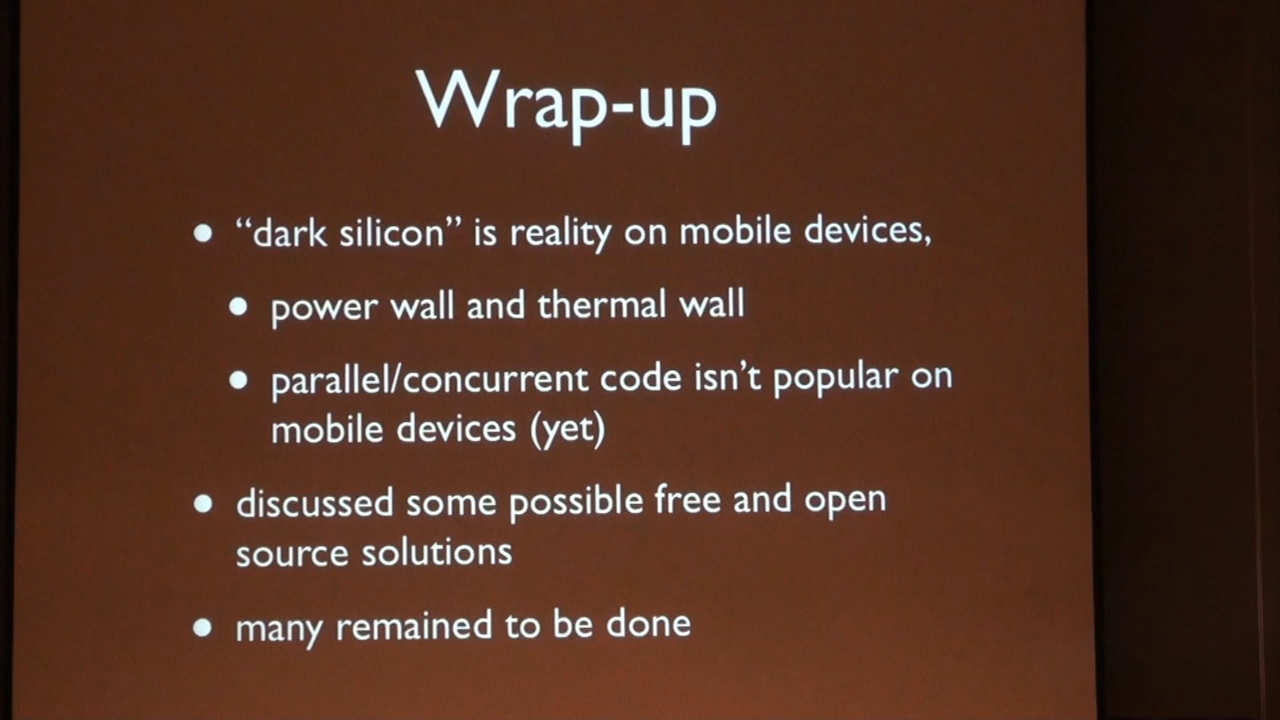 Wrap-up
• “dark silicon” is reality on mobile devices,
• power wall and thermal wall
• parallel/concurrent code isn’t popular on
mobile devices (yet)
• discussed some possible free and open
source solutions
• many remained to be done